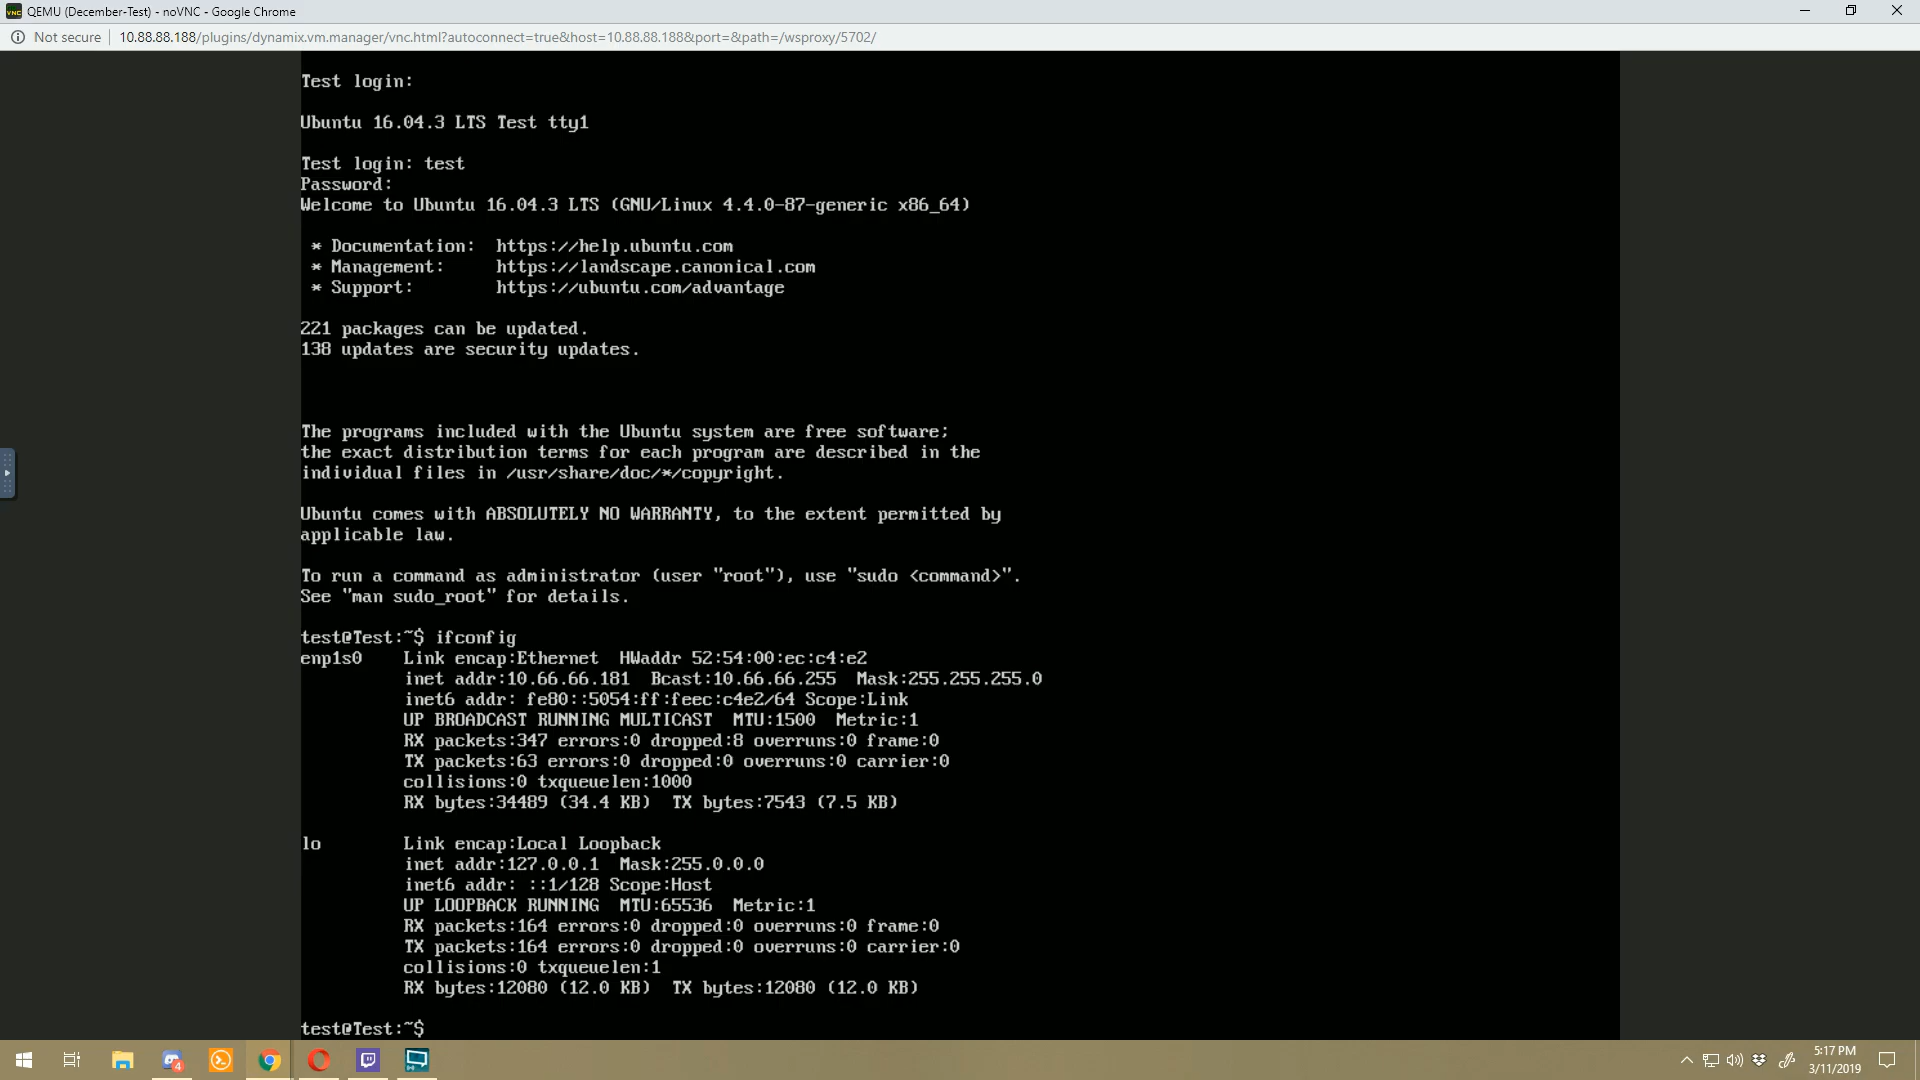 QEMU (December-Test) - noVNC - Google Chrome
Not secure | 10.88.88.188/plugins/dynamix.vm.manager/vnc.html?autoconnect=true&host=10.88.88.188&port=&path=/wsproxy/5702/
Test login:
Ubuntu 16.04.3 LTS Test tty1
Test login: test
Password:
Welcome to Ubuntu 16.04.3 LTS (GNU/Linux 4.4.0-87-generic x86_64)
* Documentation:  https://help.ubuntu.com
* Management:     https://landscape.canonical.com
* Support:        https://ubuntu.com/advantage
221 packages can be updated.
138 updates are security updates.
The programs included with the Ubuntu system are free software;
the exact distribution terms for each program are described in the
individual files in /usr/share/doc/*/copyright.
Ubuntu comes with ABSOLUTELY NO WARRANTY, to the extent permitted by
applicable law.
To run a command as administrator (user "root"), use "sudo <command>".
See "man sudo_root" for details.
test@Test:~$ ifconfig
enp1s0    Link encap:Ethernet  HWaddr 52:54:00:ec:c4:e2
inet addr:10.66.66.181  Bcast:10.66.66.255  Mask:255.255.255.0
inet6 addr: fe80::5054:ff:feec:c4e2/64 Scope:Link
UP BROADCAST RUNNING MULTICAST  MTU:1500  Metric:1
RX packets:347 errors:0 dropped:8 overruns:0 frame:0
TX packets:63 errors:0 dropped:0 overruns:0 carrier:0
collisions:0 txqueuelen:1000
RX bytes:34489 (34.4 KB)  TX bytes:7543 (7.5 KB)
lo        Link encap:Local Loopback
inet addr:127.0.0.1  Mask:255.0.0.0
inet6 addr: ::1/128 Scope:Host
UP LOOPBACK RUNNING  MTU:65536  Metric:1
RX packets:164 errors:0 dropped:0 overruns:0 frame:0
TX packets:164 errors:0 dropped:0 overruns:0 carrier:0
collisions:0 txqueuelen:1
RX bytes:12080 (12.0 KB)  TX bytes:12080 (12.0 KB)
test@Test:~$
4
5:17 PM
3/11/2019